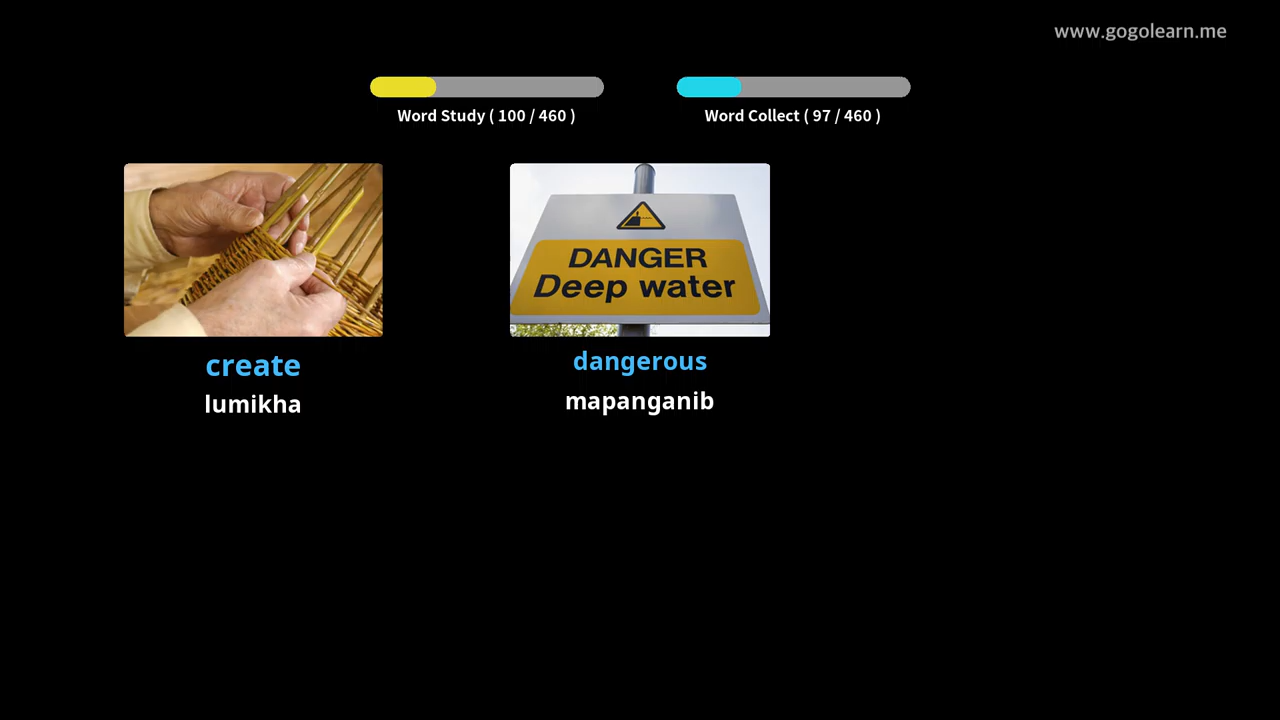 www.gogolearn.me
Word Study ( 100 / 460 )
Word Collect ( 97 / 460 )
DANGER
Deep water
create
lumikha
dangerous
mapanganib